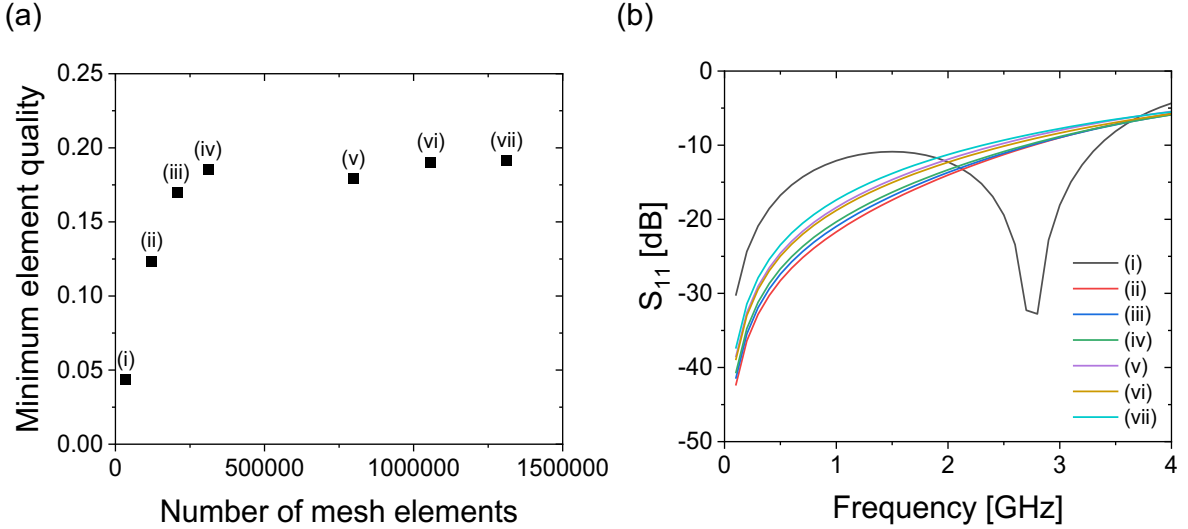 (a)
Minimum element quality
0.25
0.20
0.15
0.10
0.05
0.00
(i)
(ii)
(iii)
(iv)
(v)
(vi)
(vii)
0
500000
1000000
1500000
Number of mesh elements
(b)
S11 [dB]
0
-10
-20
-30
-40
-50
(i)
(ii)
(iii)
(iv)
(v)
(vi)
(vii)
0
1
2
3
4
Frequency [GHz]